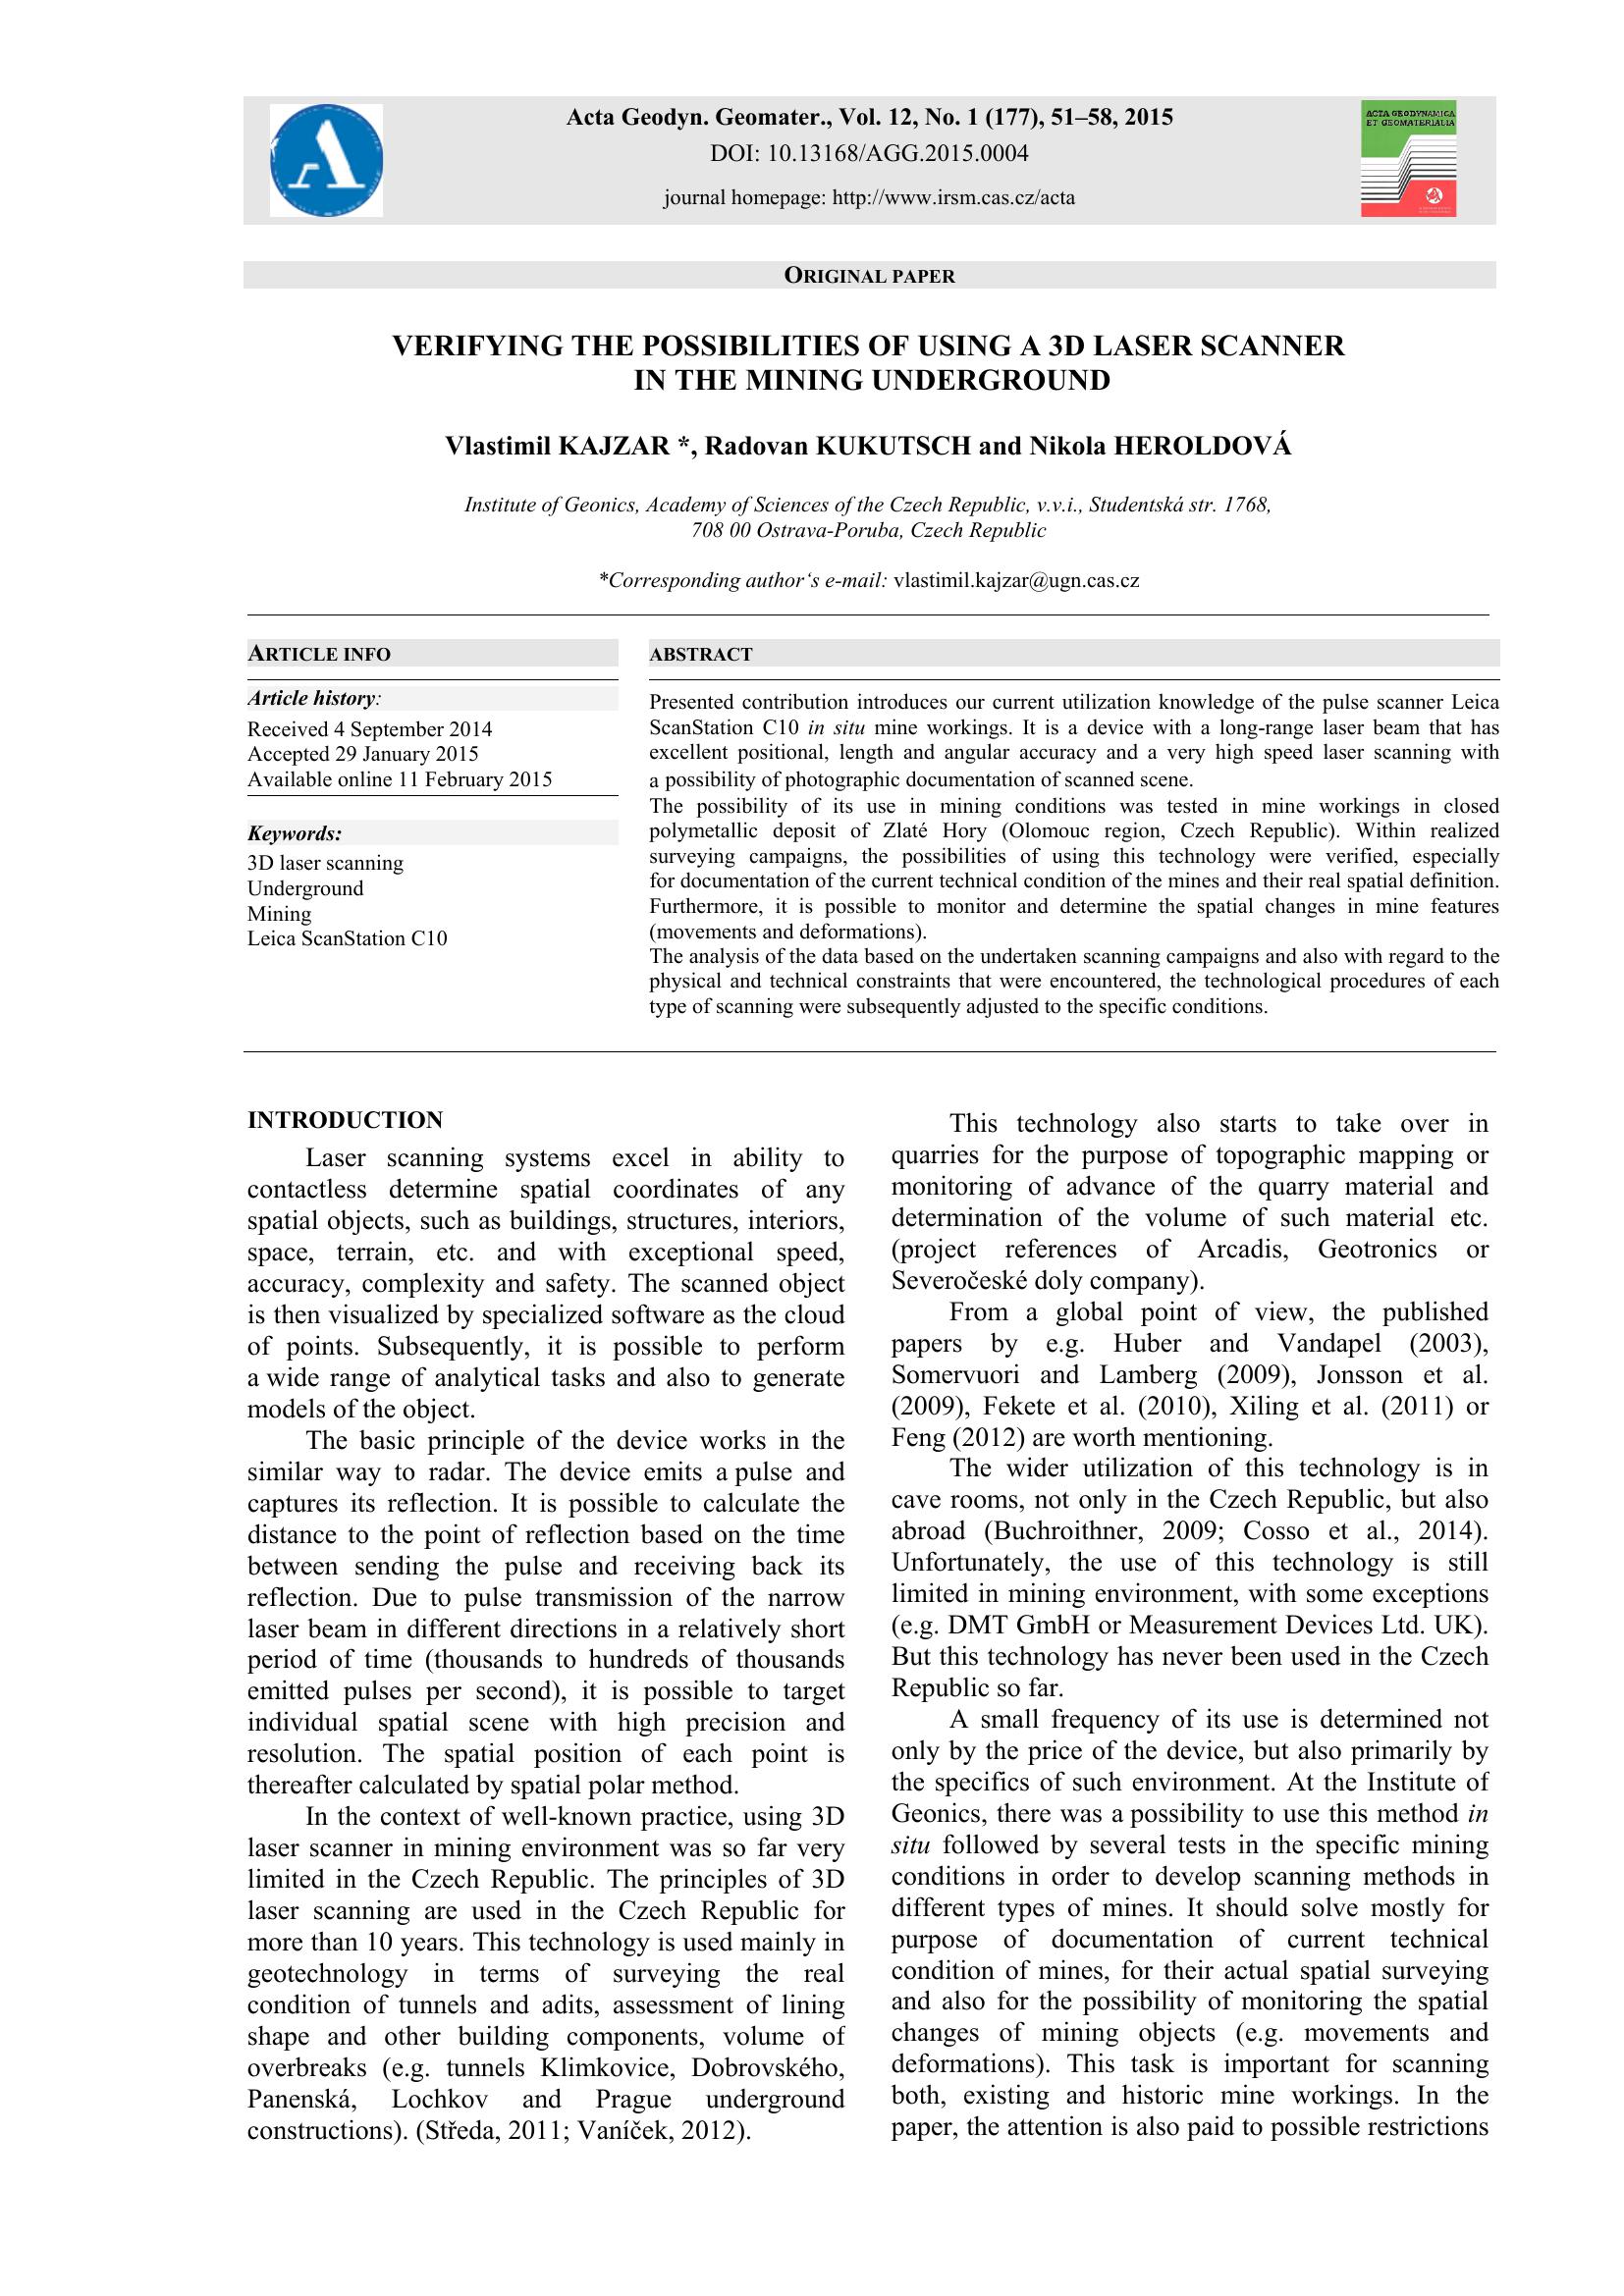 Acta Geodyn. Geomater., Vol. 12, No. 1 (177), 51–58, 2015
DOI: 10.13168/AGG.2015.0004
journal homepage: http://www.irsm.cas.cz/acta
A
ACTA GEODYNAMICA
ET GEOMATERIALIA
ORIGINAL PAPER
VERIFYING THE POSSIBILITIES OF USING A 3D LASER SCANNER
IN THE MINING UNDERGROUND
Vlastimil KAJZAR *, Radovan KUKUTSCH and Nikola HEROLDOVÁ
Institute of Geonics, Academy of Sciences of the Czech Republic, v.v.i., Studentská str. 1768,
708 00 Ostrava-Poruba, Czech Republic
*Corresponding author‘s e-mail: vlastimil.kajzar@ugn.cas.cz
ARTICLE INFO
Article history:
Received 4 September 2014
Accepted 29 January 2015
Available online 11 February 2015
Keywords:
3D laser scanning
Underground
Mining
Leica ScanStation C10
ABSTRACT
Presented contribution introduces our current utilization knowledge of the pulse scanner Leica
ScanStation C10 in situ mine workings. It is a device with a long-range laser beam that has
excellent positional, length and angular accuracy and a very high speed laser scanning with
a possibility of photographic documentation of scanned scene.
The possibility of its use in mining conditions was tested in mine workings in closed
polymetallic deposit of Zlaté Hory (Olomouc region, Czech Republic). Within realized
surveying campaigns, the possibilities of using this technology were verified, especially
for documentation of the current technical condition of the mines and their real spatial definition.
Furthermore, it is possible to monitor and determine the spatial changes in mine features
(movements and deformations).
The analysis of the data based on the undertaken scanning campaigns and also with regard to the
physical and technical constraints that were encountered, the technological procedures of each
type of scanning were subsequently adjusted to the specific conditions.
INTRODUCTION
Laser scanning systems excel in ability to
contactless determine spatial coordinates of any
spatial objects, such as buildings, structures, interiors,
space, terrain, etc. and with exceptional speed,
accuracy, complexity and safety. The scanned object
is then visualized by specialized software as the cloud
of points. Subsequently, it is possible to perform
a wide range of analytical tasks and also to generate
models of the object.
The basic principle of the device works in the
similar way to radar. The device emits a pulse and
captures its reflection. It is possible to calculate the
distance to the point of reflection based on the time
between sending the pulse and receiving back its
reflection. Due to pulse transmission of the narrow
laser beam in different directions in a relatively short
period of time (thousands to hundreds of thousands
emitted pulses per second), it is possible to target
individual spatial scene with high precision and
resolution. The spatial position of each point is
thereafter calculated by spatial polar method.
In the context of well-known practice, using 3D
laser scanner in mining environment was so far very
limited in the Czech Republic. The principles of 3D
laser scanning are used in the Czech Republic for
more than 10 years. This technology is used mainly in
geotechnology in terms of surveying the real
condition of tunnels and adits, assessment of lining
shape and other building components, volume of
overbreaks (e.g. tunnels Klimkovice, Dobrovského,
Panenská, Lochkov and Prague underground
constructions). (Středa, 2011; Vaníček, 2012).
This technology also starts to take over in
quarries for the purpose of topographic mapping or
monitoring of advance of the quarry material and
determination of the volume of such material etc.
(project references of Arcadis, Geotronics or
Severočeské doly company).
From a global point of view, the published
papers by e.g. Huber and Vandapel (2003),
Somervuori and Lamberg (2009), Jonsson et al.
(2009), Fekete et al. (2010), Xiling et al. (2011) or
Feng (2012) are worth mentioning.
The wider utilization of this technology is in
cave rooms, not only in the Czech Republic, but also
abroad (Buchroithner, 2009; Cosso et al., 2014).
Unfortunately, the use of this technology is still
limited in mining environment, with some exceptions
(e.g. DMT GmbH or Measurement Devices Ltd. UK).
But this technology has never been used in the Czech
Republic so far.
A small frequency of its use is determined not
only by the price of the device, but also primarily by
the specifics of such environment. At the Institute of
Geonics, there was a possibility to use this method in
situ followed by several tests in the specific mining
conditions in order to develop scanning methods in
different types of mines. It should solve mostly for
purpose of documentation of current technical
condition of mines, for their actual spatial surveying
and also for the possibility of monitoring the spatial
changes of mining objects (e.g. movements and
deformations). This task is important for scanning
both, existing and historic mine workings. In the
paper, the attention is also paid to possible restrictions